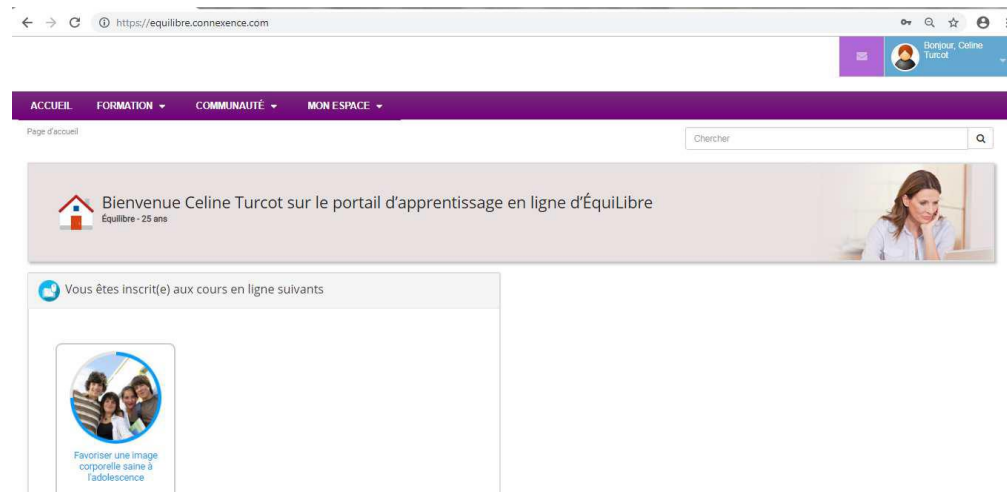 https://equilibre.connexence.com
Bonjour, Celine
Turcot
ACCUEIL FORMATION COMMUNAUTÉ MON ESPACE
Page d'accueil
Chercher
Bienvenue Celine Turcot sur le portail d'apprentissage en ligne d'ÉquiLibre
Équilibre - 25 ans
Vous êtes inscrit(e) aux cours en ligne suivants
Favoriser une image
corporelle saine à
l'adolescence